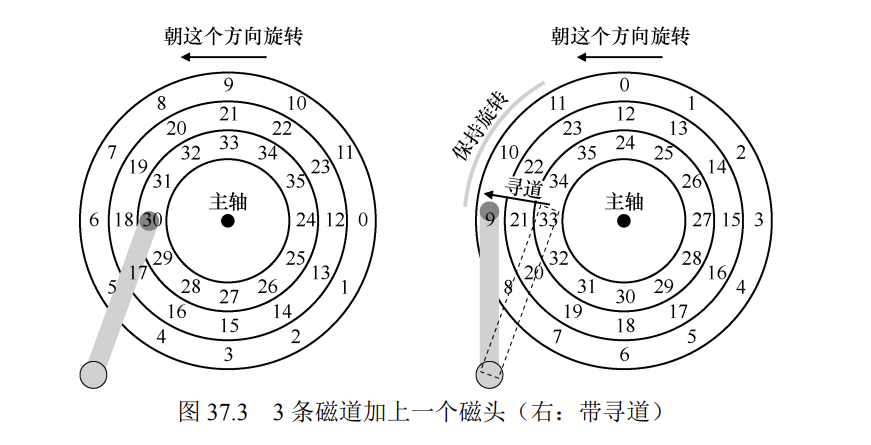 朝这个方向旋转
9
8 10
21
20 22
7 33 11
19 32 34 23
31 35
主轴
6 18 30 24 12 0
29 25
17 28 26 13
5 27 1
16 14
15
4 2
3
朝这个方向旋转
保持旋转
0
11 1
12
23 13
10 24 2
22 35 25 14
34 26
寻道
主轴
9 21 33 27 15 3
32 28
20 31 29 16
8 30 4
19 17
18
7 5
6
图 37.3 3 条磁道加上一个磁头（右：带寻道）